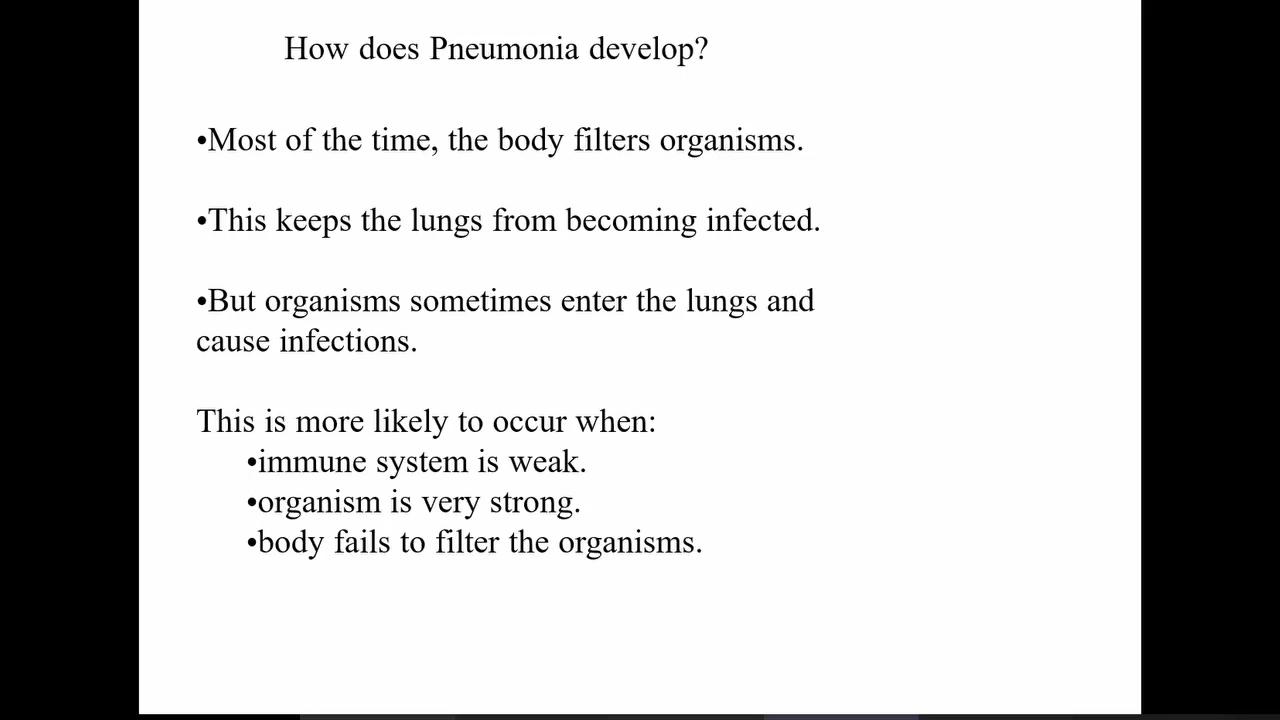 How does Pneumonia develop?
•Most of the time, the body filters organisms.
•This keeps the lungs from becoming infected.
•But organisms sometimes enter the lungs and
cause infections.
This is more likely to occur when:
•immune system is weak.
•organism is very strong.
•body fails to filter the organisms.